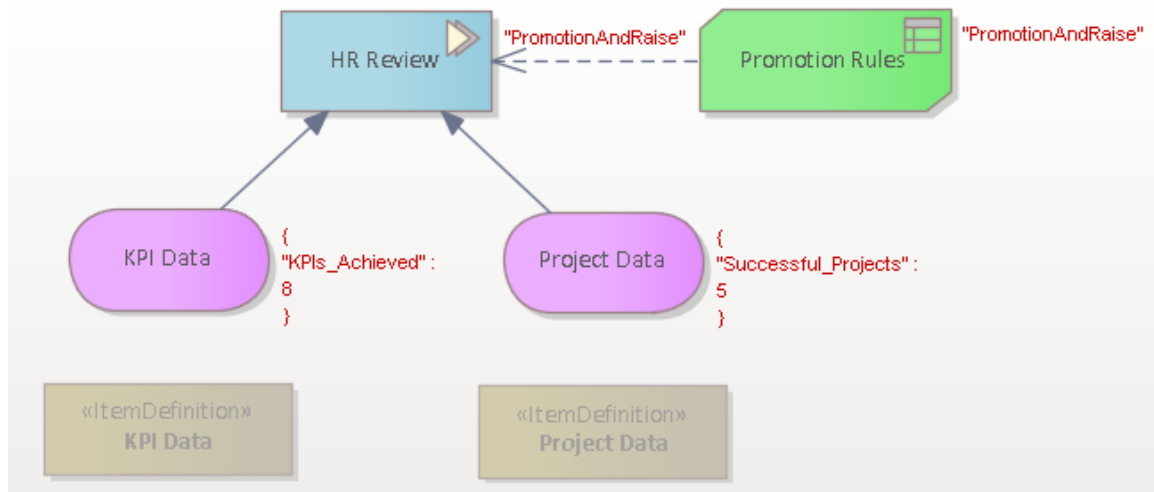 HR Review
"PromotionAndRaise"
Promotion Rules
"PromotionAndRaise"
KPI Data
{
"KPIs_Achieved" :
8
}
Project Data
{
"Successful_Projects" :
5
}
«ItemDefinition»
KPI Data
«ItemDefinition»
Project Data